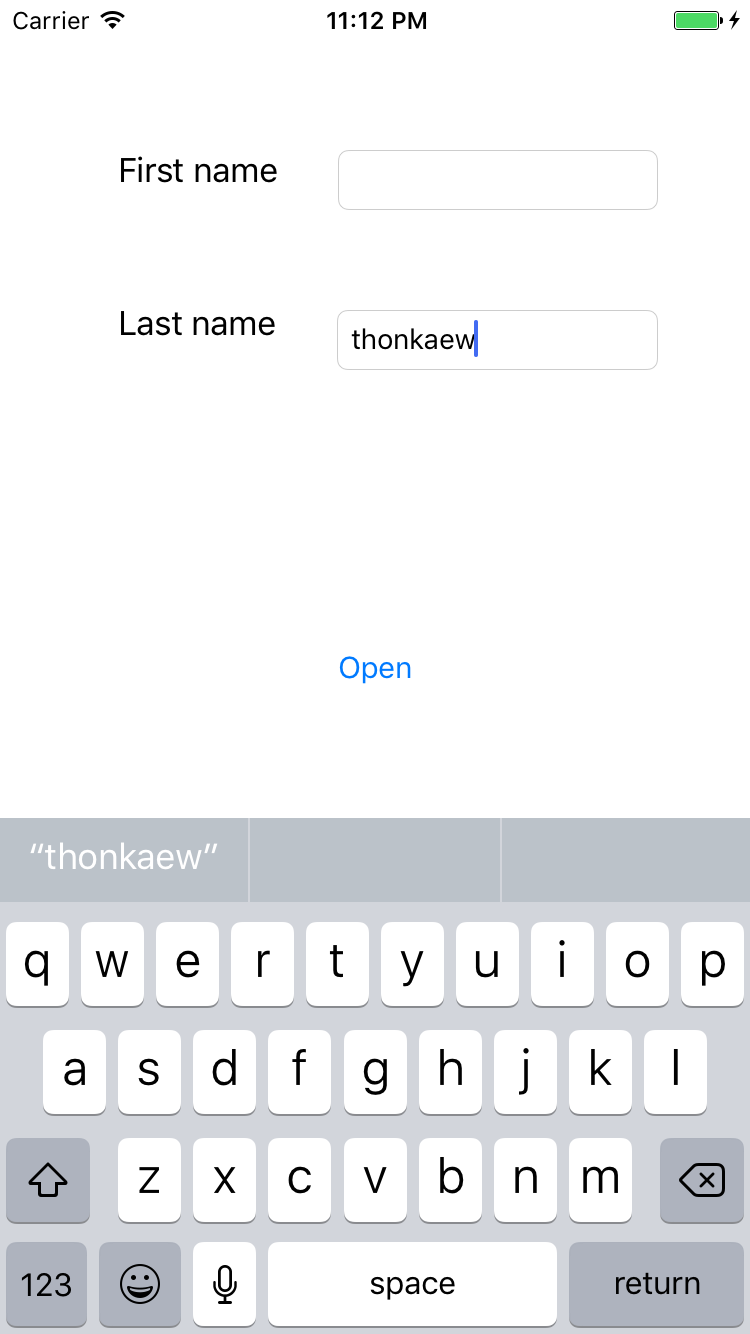 Carrier 11:12 PM
First name
Last name thonkaew
Open
“thonkaew”
q w e r t y u i o p
a s d f g h j k l
z x c v b n m
123 space return